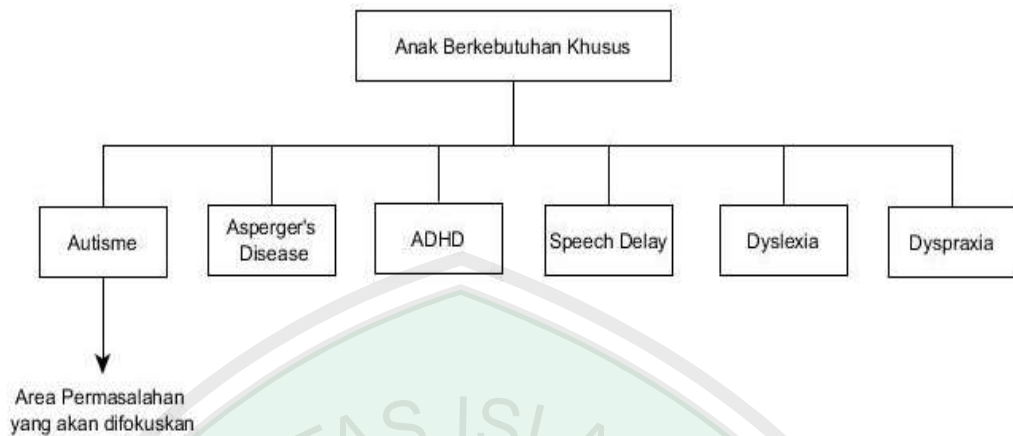 Anak Berkebutuhan Khusus
Autisme
Asperger's
Disease
ADHD
Speech Delay
Dyslexia
Dyspraxia
Area Permasalahan
yang akan difokuskan